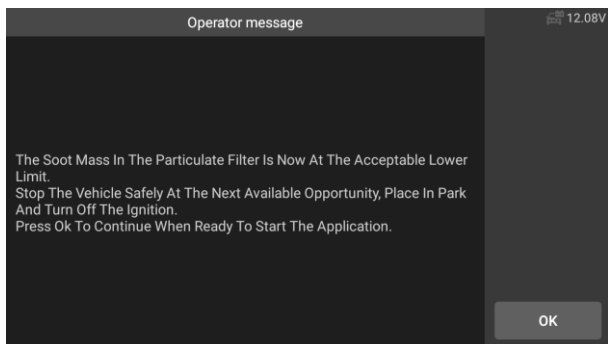 Operator message
12.08V
The Soot Mass In The Particulate Filter Is Now At The Acceptable Lower
Limit.
Stop The Vehicle Safely At The Next Available Opportunity, Place In Park
And Turn Off The Ignition.
Press Ok To Continue When Ready To Start The Application.
OK